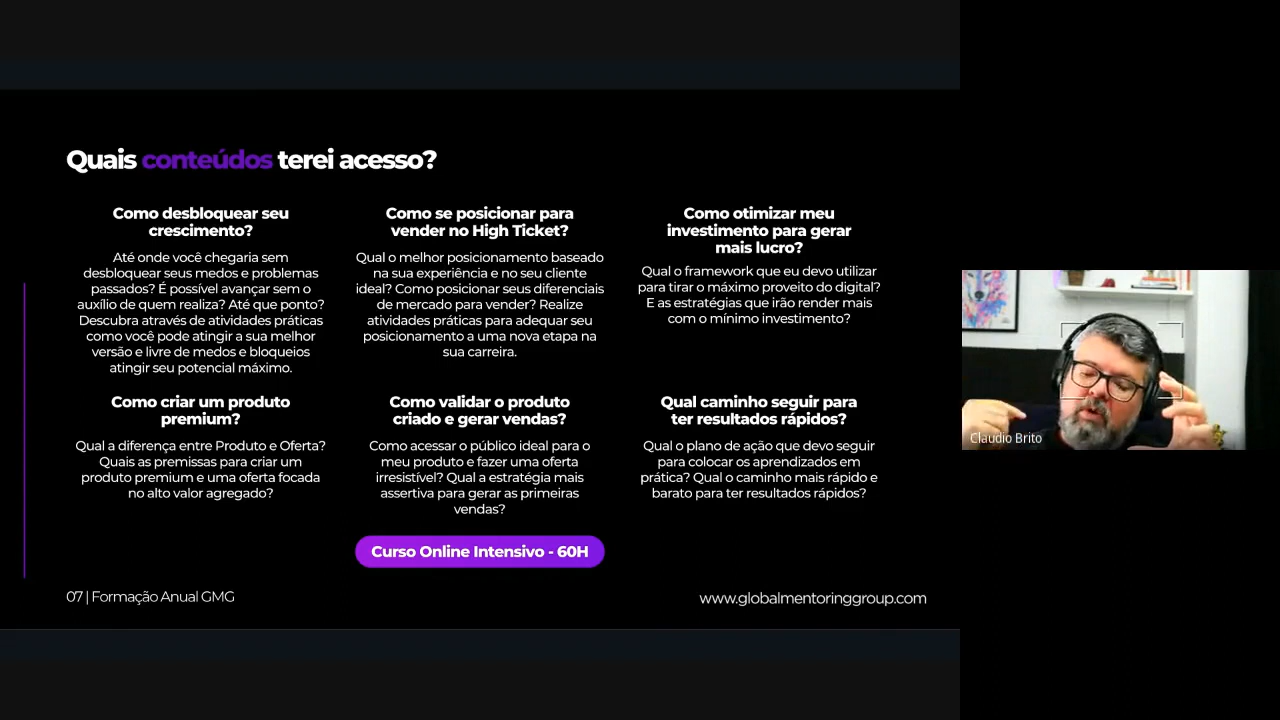 Quais conteúdos terei acesso?
Como desbloquear seu
crescimento?
Até onde você chegaria sem
desbloquear seus medos e problemas
passados? É possível avançar sem o
auxílio de quem realiza? Até que ponto?
Descubra através de atividades práticas
como você pode atingir a sua melhor
versão e livre de medos e bloqueios
atingir seu potencial máximo.
Como se posicionar para
vender no High Ticket?
Qual o melhor posicionamento baseado
na sua experiência e no seu cliente
ideal? Como posicionar seus diferenciais
de mercado para vender? Realize
atividades práticas para adequar seu
posicionamento a uma nova etapa na
sua carreira.
Como otimizar meu
investimento para gerar
mais lucro?
Qual o framework que eu devo utilizar
para tirar o máximo proveito do digital?
E as estratégias que irão render mais
com o mínimo investimento?
Como criar um produto
premium?
Qual a diferença entre Produto e Oferta?
Quais as premissas para criar um
produto premium e uma oferta focada
no alto valor agregado?
Como validar o produto
criado e gerar vendas?
Como acessar o público ideal para o
meu produto e fazer uma oferta
irresistível? Qual a estratégia mais
assertiva para gerar as primeiras
vendas?
Qual caminho seguir para
ter resultados rápidos?
Qual o plano de ação que devo seguir
para colocar os aprendizados em
prática? Qual o caminho mais rápido e
barato para ter resultados rápidos?
Curso Online Intensivo - 60H
07 | Formação Anual GMG
www.globalmentoringgroup.com
Claudio Brito